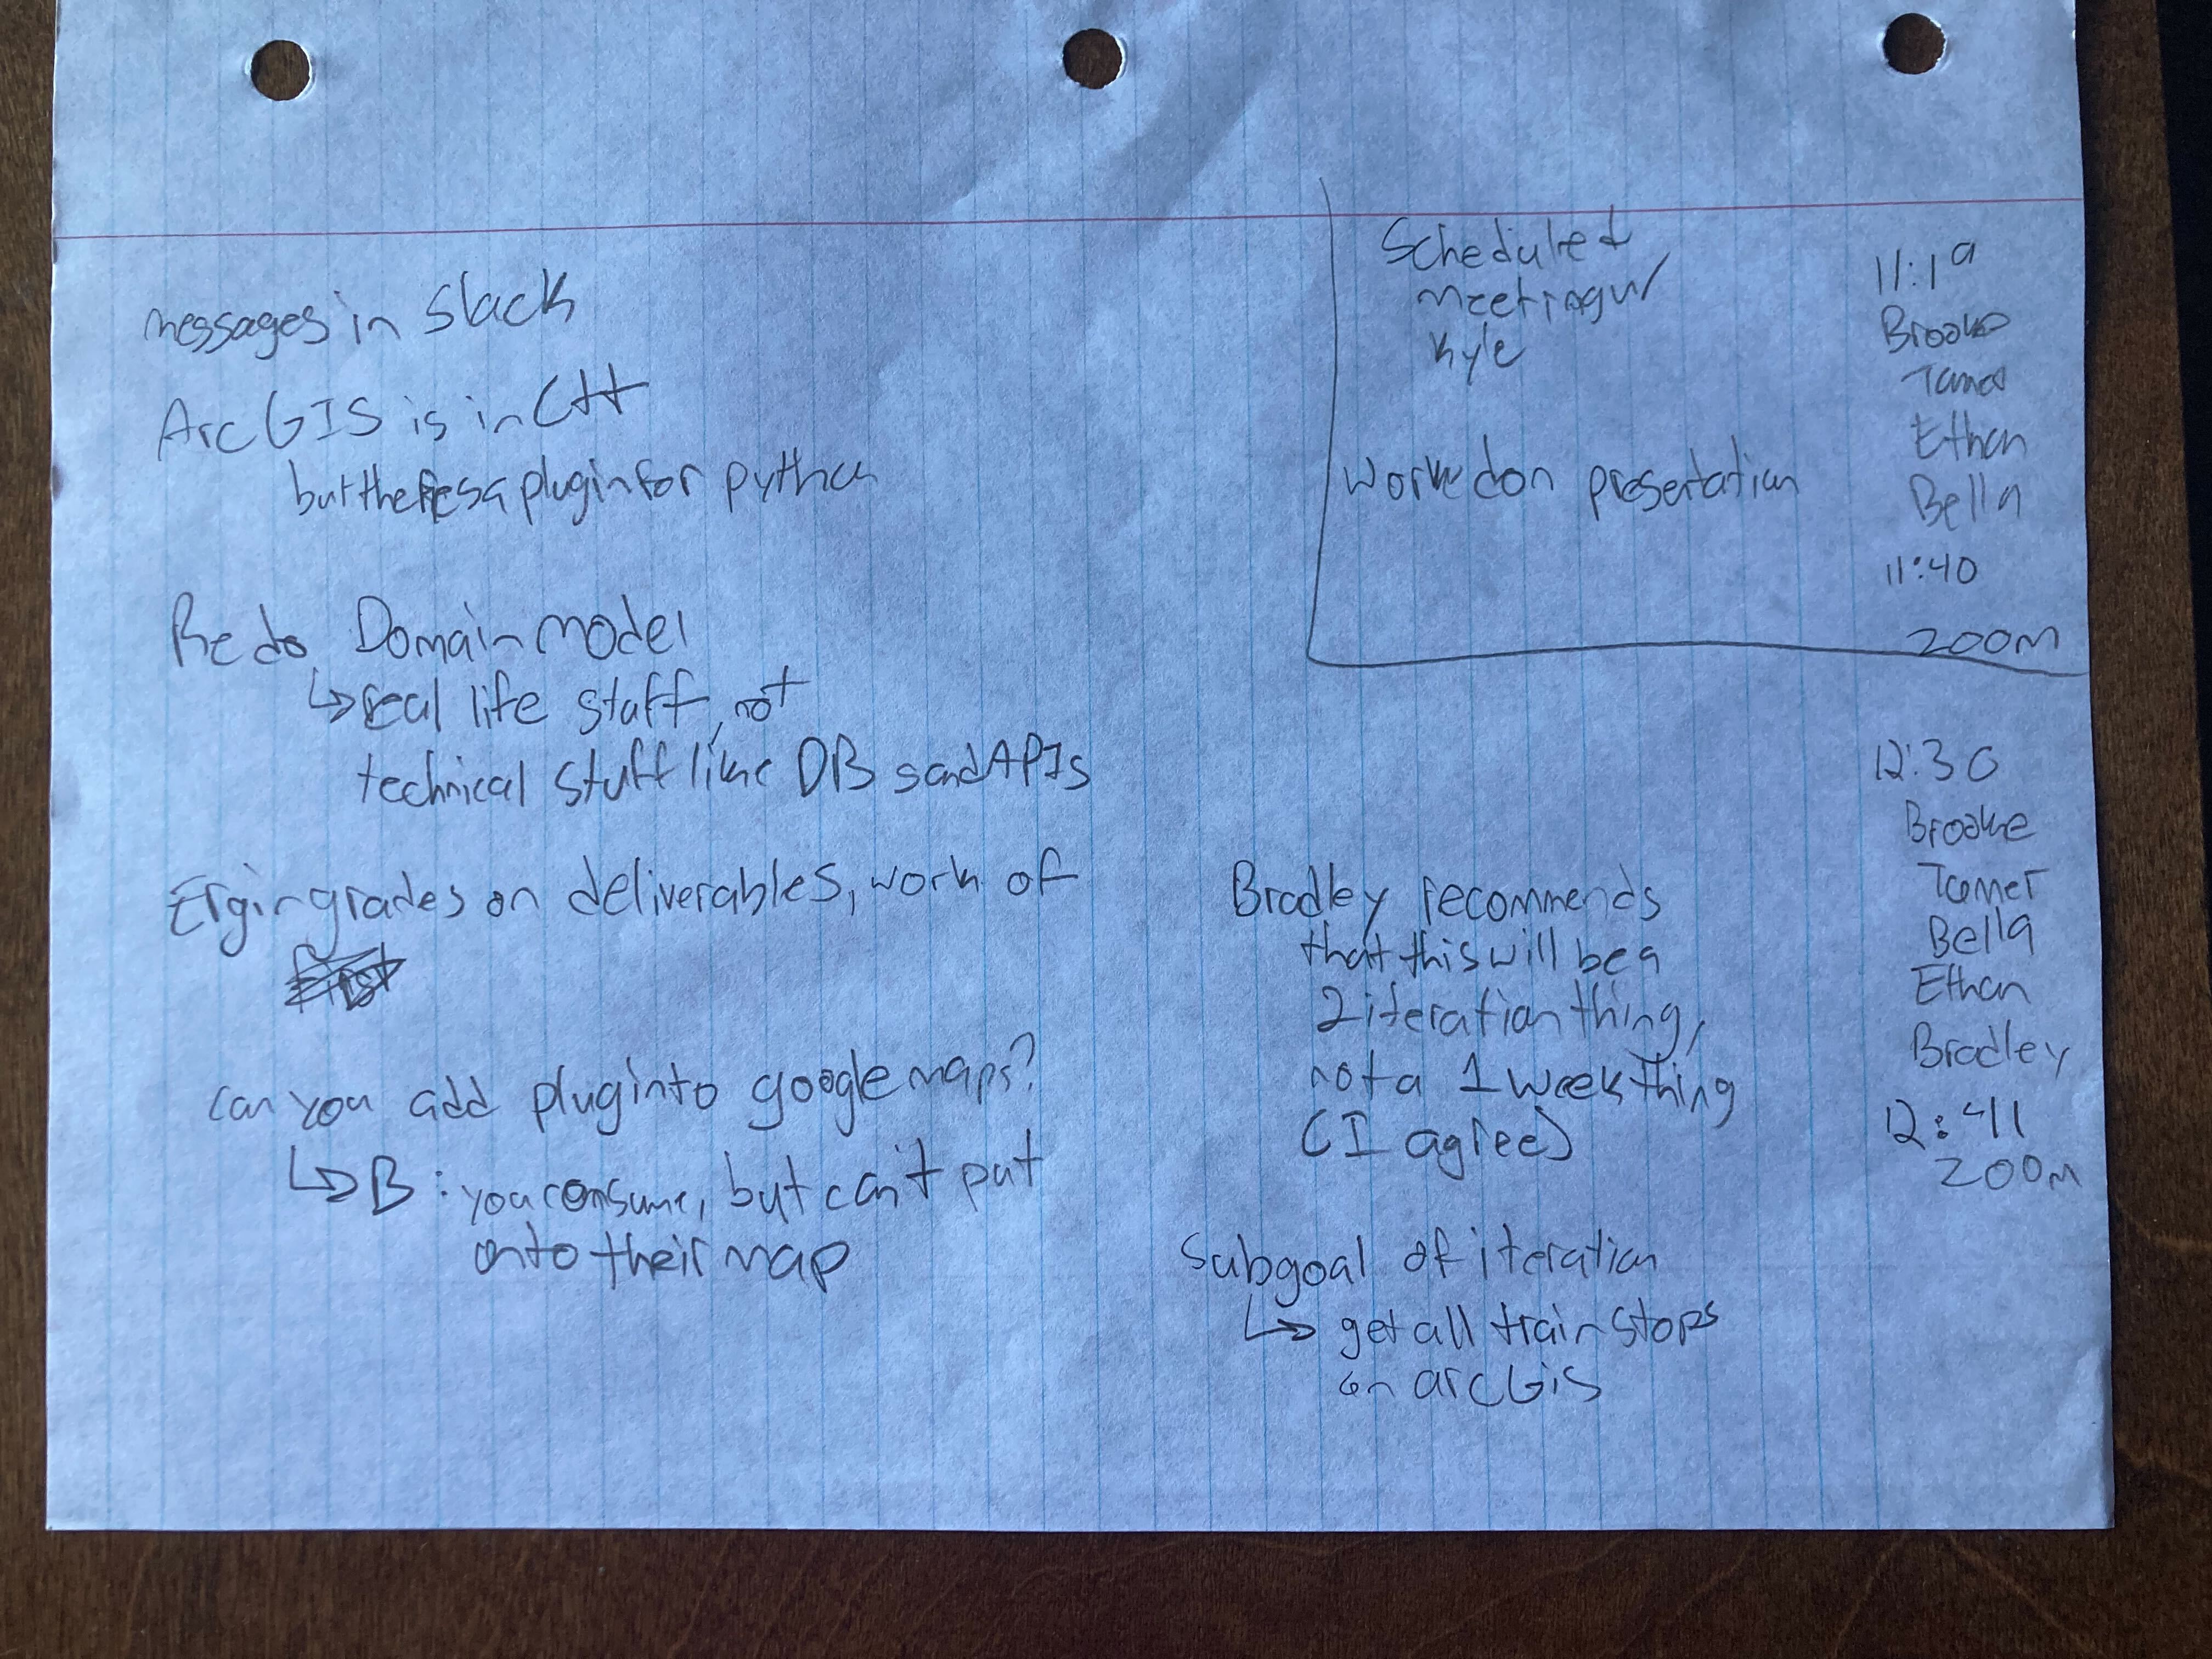 messages in Slack
ArcGIS is in C++
but theres a plugin for python
Redo Domain model
↳ real life stuff, not
technical stuff like DBs and APIs
Ergin grades on deliverables, work of
can you add plugin to google maps?
↳ B: you consume, but can't put
onto their map
Scheduled
meeting w/
Kyle
worked on presentation
11:19
Brooke
Tamer
Ethan
Bella
11:40
ZOOM
12:30
Brooke
Tamer
Bella
Ethan
Bradley
12:41
ZOOM
Bradley recommends
that this will be a
2 iteration thing,
not a 1 week thing
(I agree)
Subgoal of iteration
↳ get all train stops
on arcGis